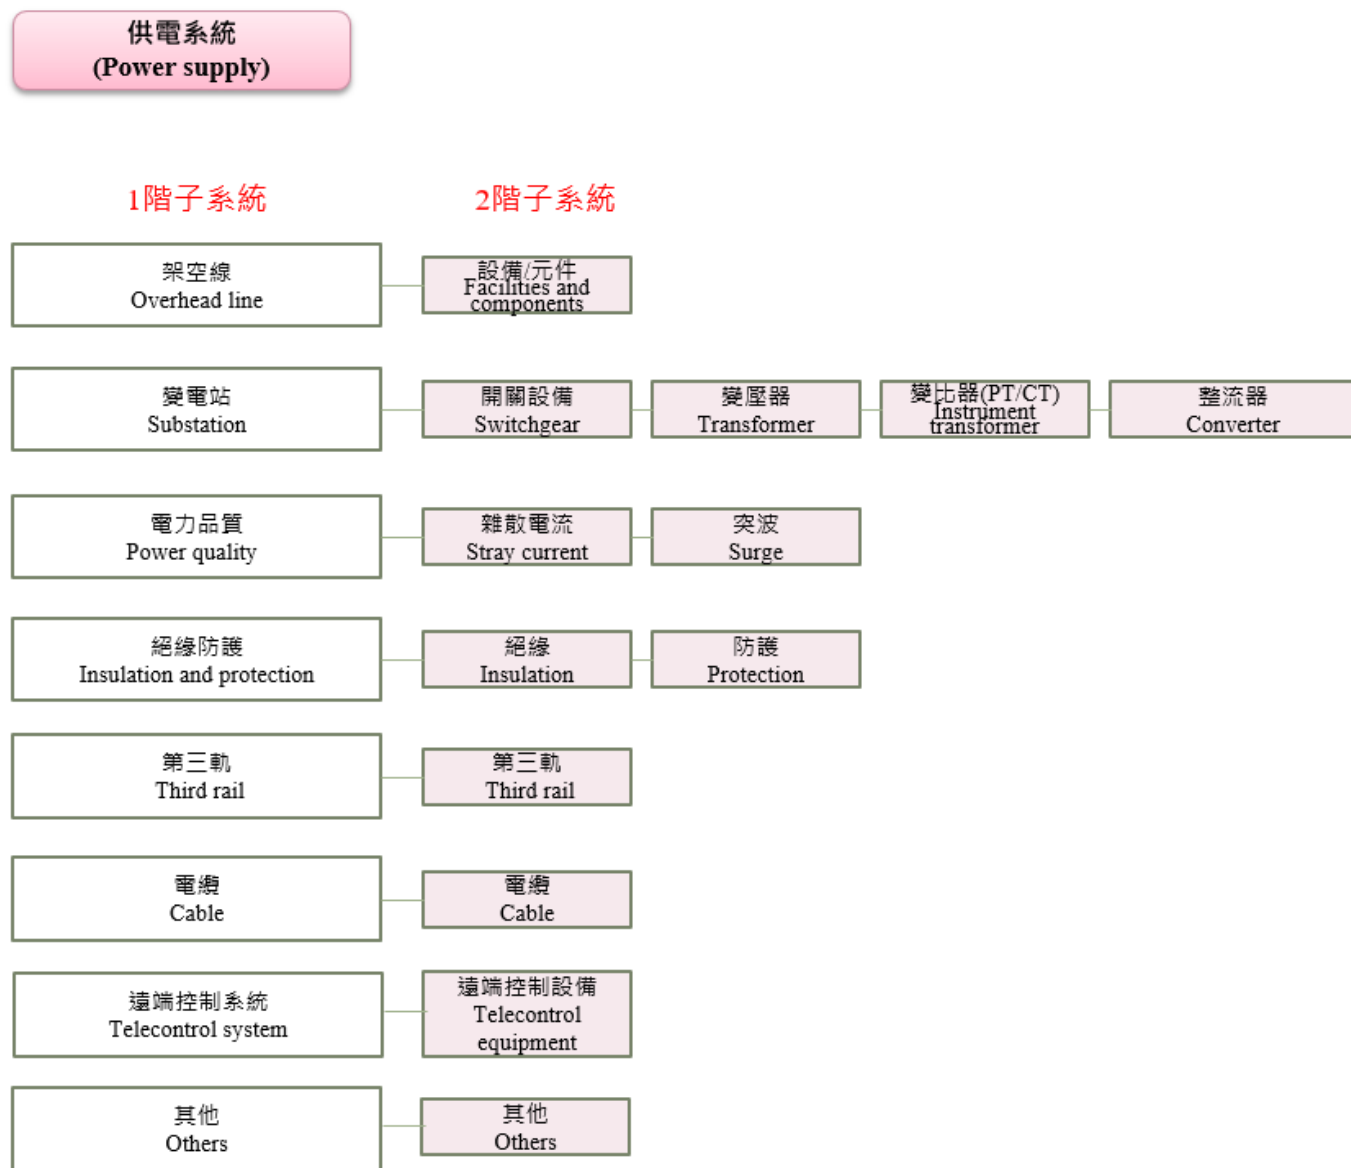 供電系統
(Power supply)
1階子系統
2階子系統
架空線
Overhead line
設備/元件
Facilities and
components
變電站
Substation
開關設備
Switchgear
變壓器
Transformer
變比器(PT/CT)
Instrument
transformer
整流器
Converter
電力品質
Power quality
雜散電流
Stray current
突波
Surge
絕緣防護
Insulation and protection
絕緣
Insulation
防護
Protection
第三軌
Third rail
第三軌
Third rail
電纜
Cable
電纜
Cable
遠端控制系統
Telecontrol system
遠端控制設備
Telecontrol
equipment
其他
Others
其他
Others